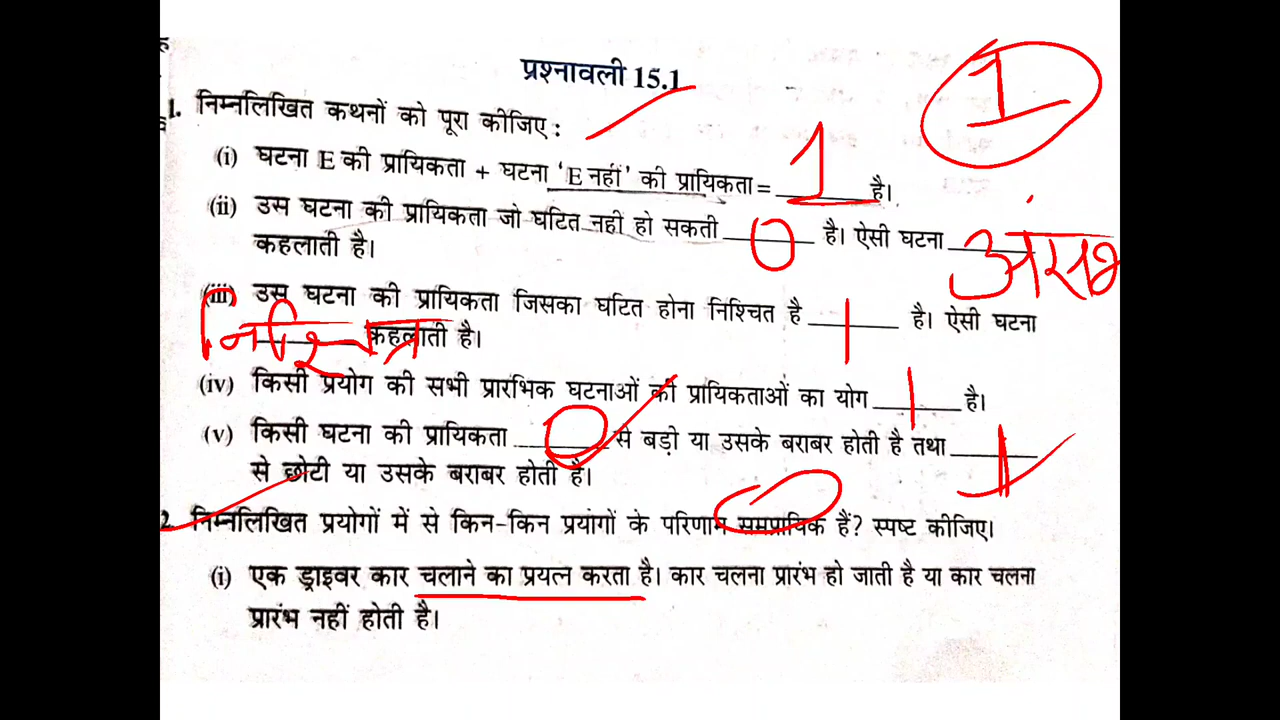 प्रश्नावली 15.1
1
1. निम्नलिखित कथनों को पूरा कीजिए :
(i) घटना E की प्रायिकता + घटना 'E नहीं' की प्रायिकता = 1 है।
(ii) उस घटना की प्रायिकता जो घटित नहीं हो सकती 0 है। ऐसी घटना
कहलाती है।
(iii) उस घटना की प्रायिकता जिसका घटित होना निश्चित है 1 है। ऐसी घटना
कहलाती है।
(iv) किसी प्रयोग की सभी प्रारंभिक घटनाओं की प्रायिकताओं का योग 1 है।
(v) किसी घटना की प्रायिकता 0 से बड़ी या उसके बराबर होती है तथा 1
से छोटी या उसके बराबर होती है।
2. निम्नलिखित प्रयोगों में से किन-किन प्रयोगों के परिणाम समप्रायिक हैं? स्पष्ट कीजिए।
(i) एक ड्राइवर कार चलाने का प्रयत्न करता है। कार चलना प्रारंभ हो जाती है या कार चलना
प्रारंभ नहीं होती है।